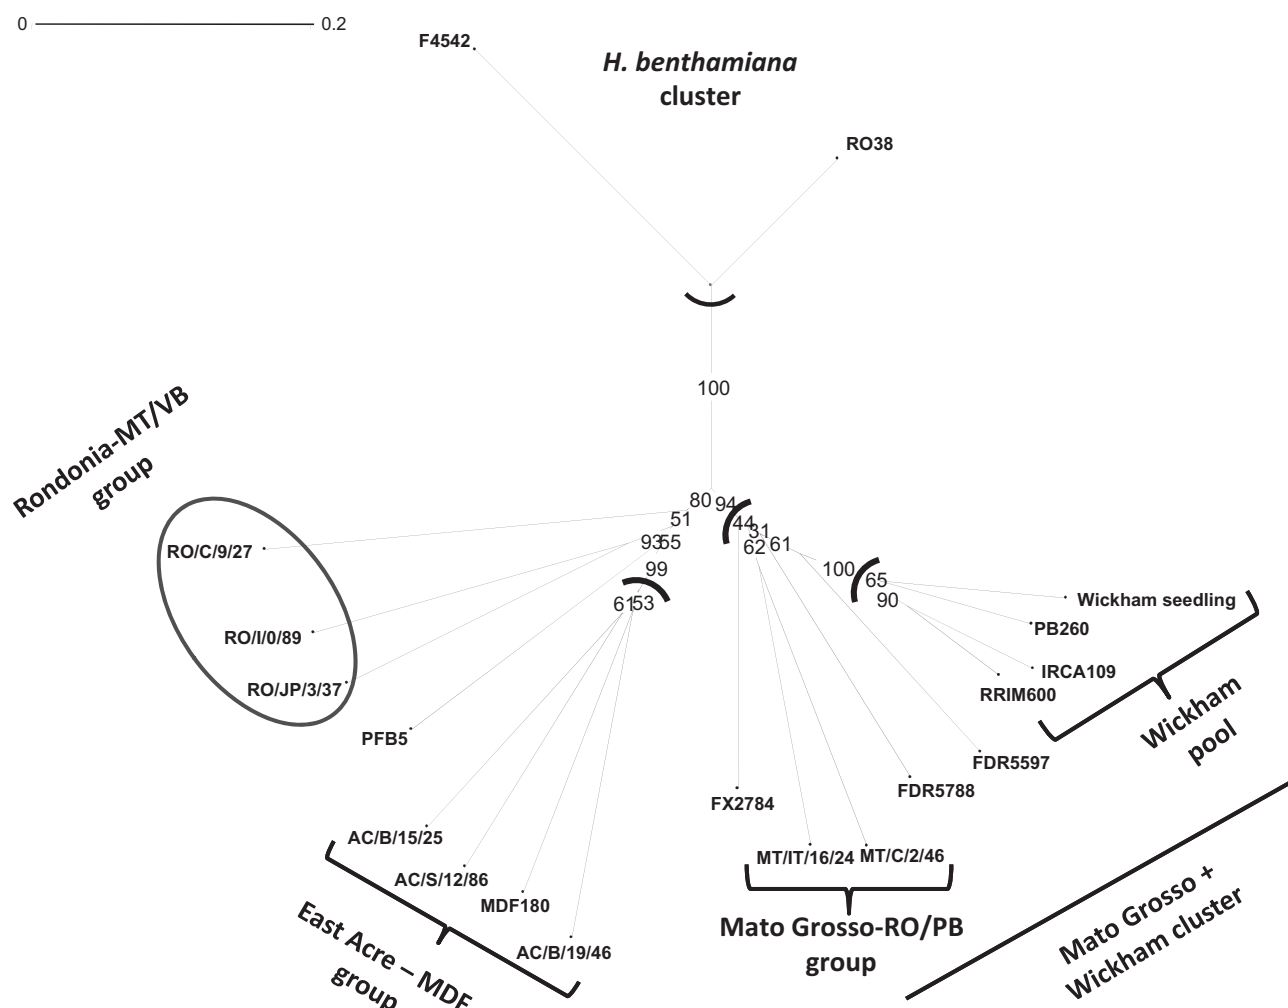 0 0.2
F4542
H. benthamiana
cluster
RO38
100
Rondonia-MT/VB
group
80 94
51
44 31
93 55
62 61
99
100
65
90
61 53
RO/C/9/27
RO/I/0/89
RO/JP/3/37
PFB5
Wickham seedling
PB260
IRCA109
RRIM600
Wickham
pool
FDR5597
FDR5788
FX2784
AC/B/15/25
AC/S/12/86
MDF180
AC/B/19/46
MT/IT/16/24 MT/C/2/46
East Acre – MDF
group
Mato Grosso-RO/PB
group
Mato Grosso +
Wickham cluster